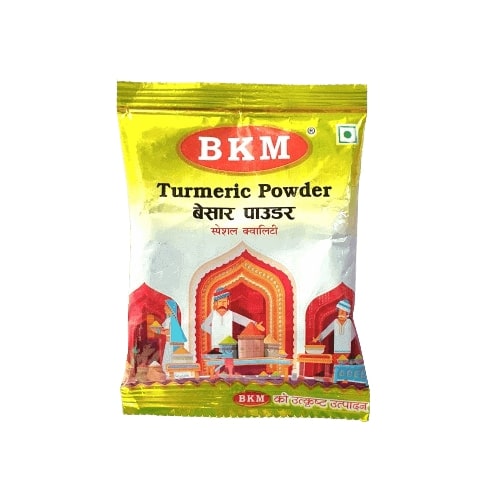 BKM ®
Turmeric Powder
बेसार पाउडर
स्पेशल क्वालिटी
BKM को उत्कृष्ट उत्पादन